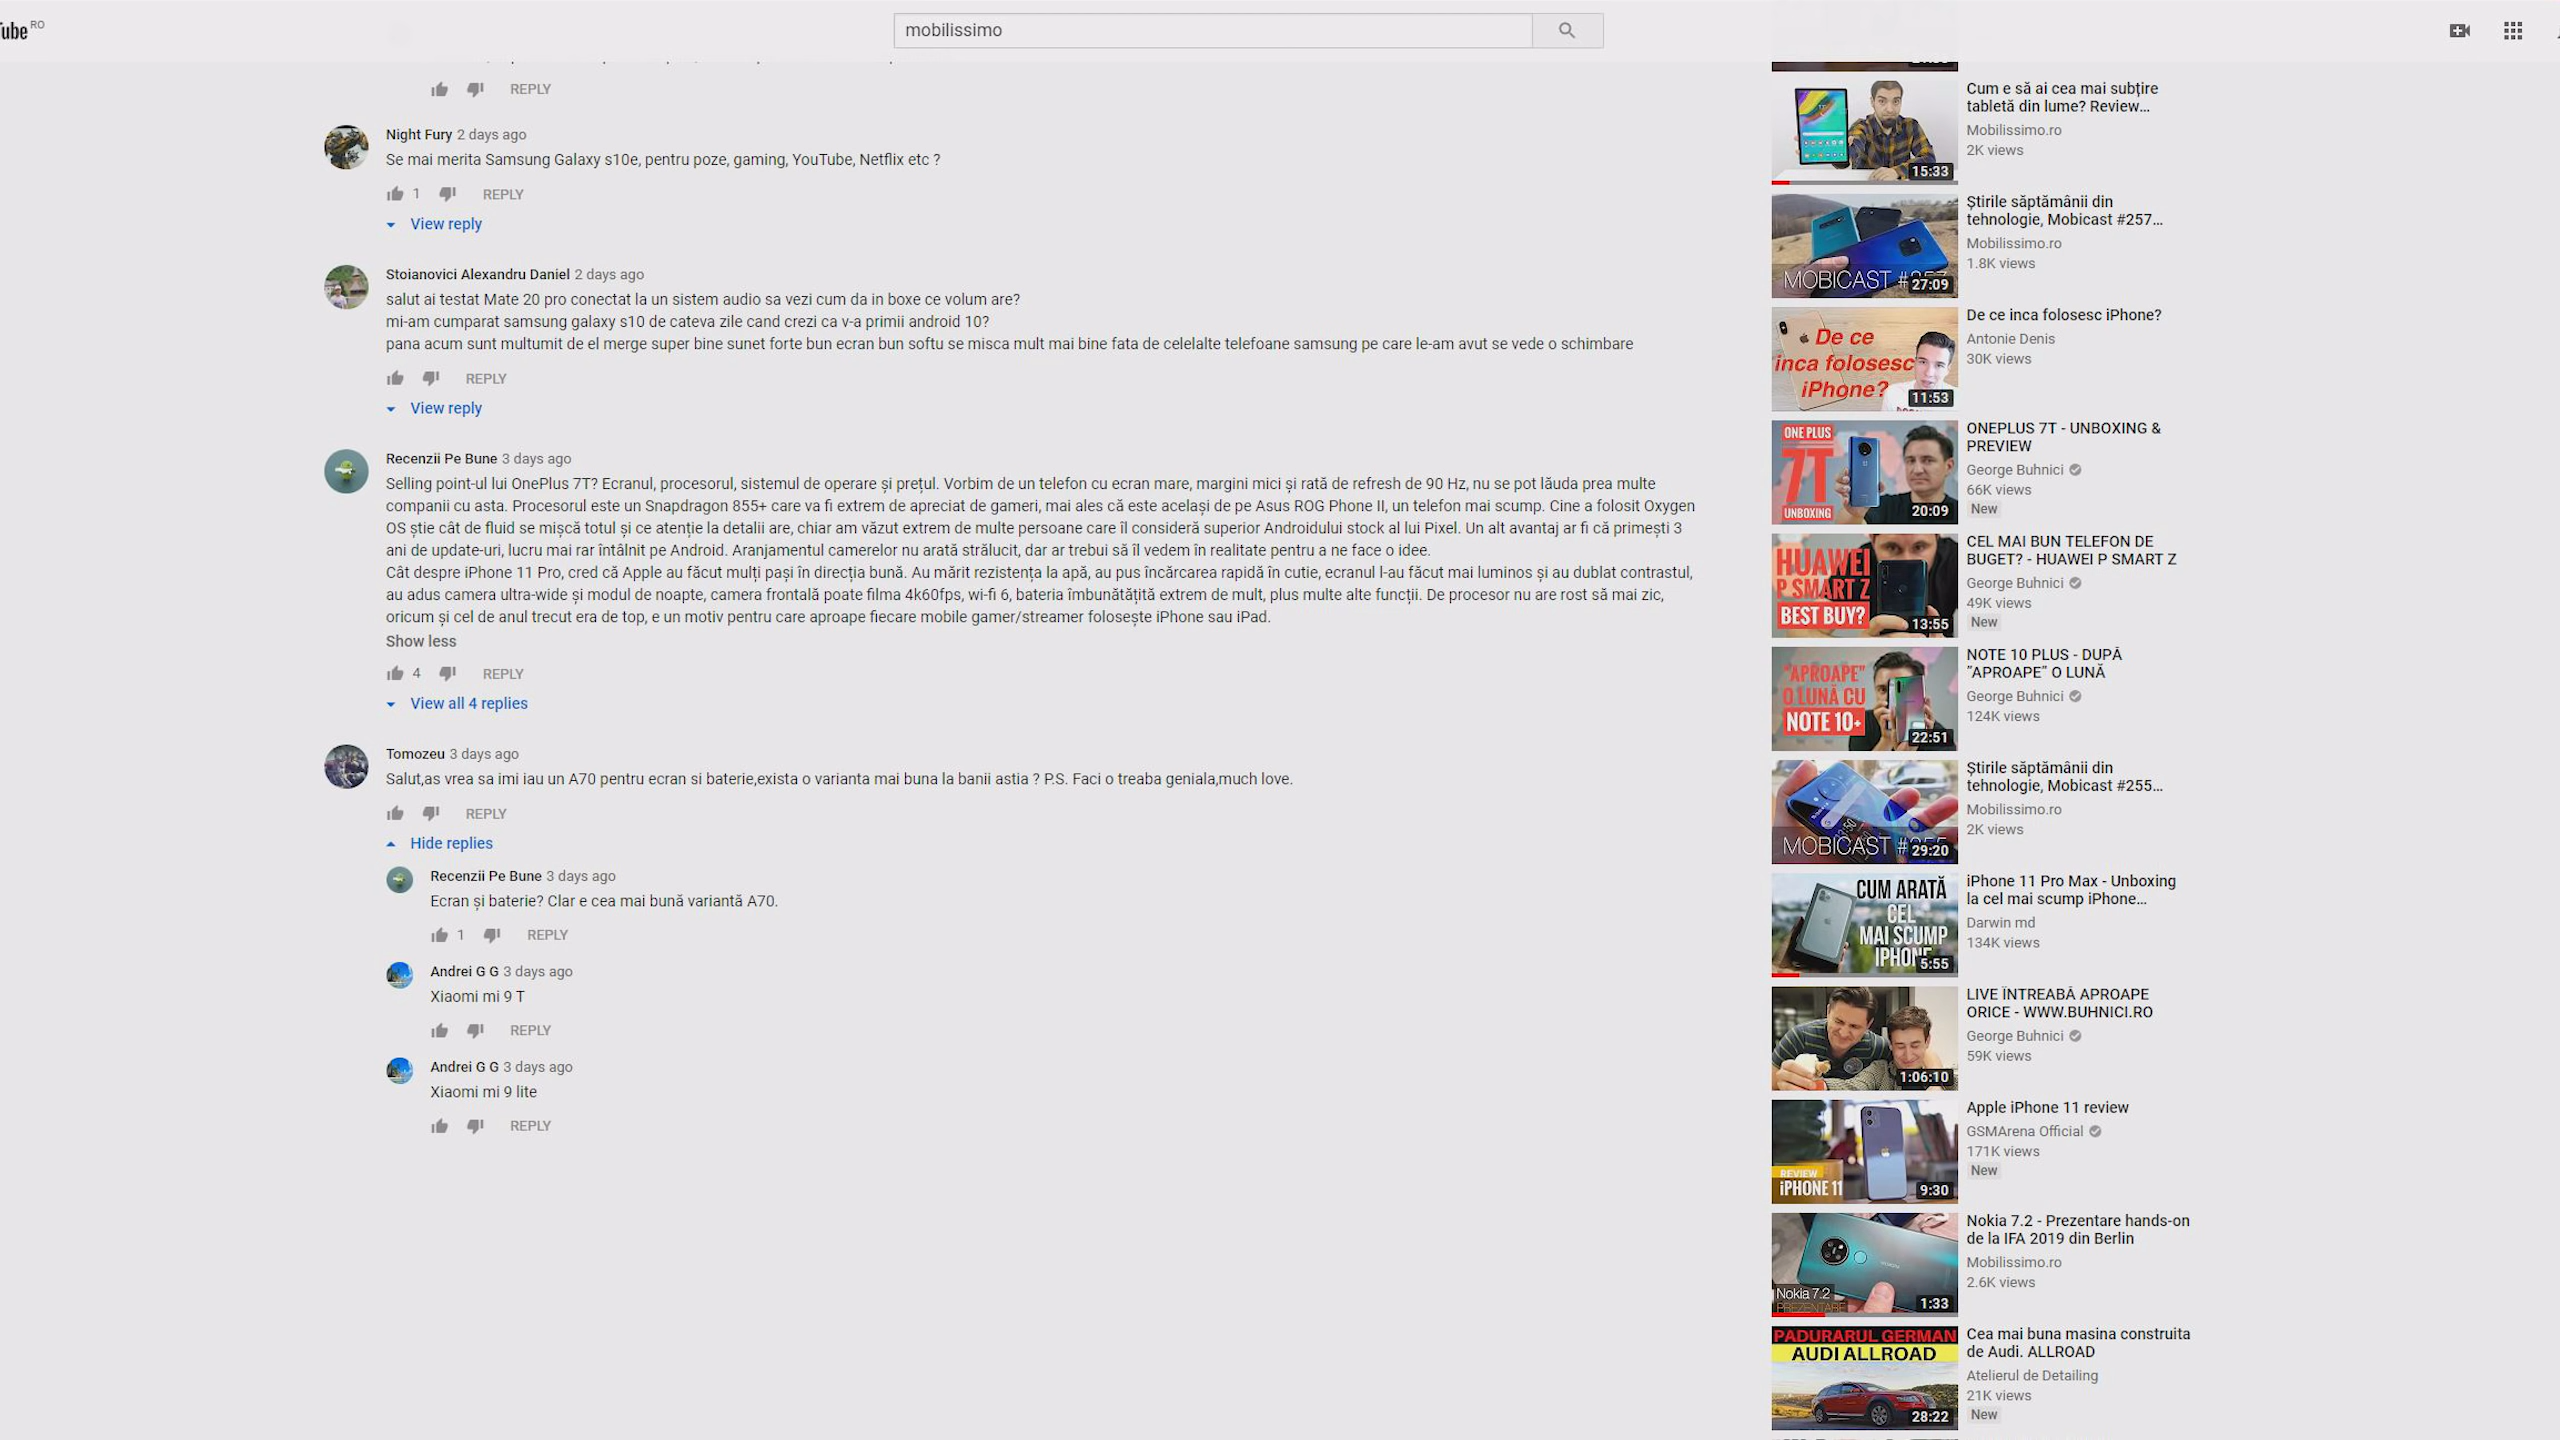 Tube RO
mobilissimo
REPLY
Night Fury 2 days ago
Se mai merita Samsung Galaxy s10e, pentru poze, gaming, YouTube, Netflix etc ?
1 REPLY
View reply
Stoianovici Alexandru Daniel 2 days ago
salut ai testat Mate 20 pro conectat la un sistem audio sa vezi cum da in boxe ce volum are?
mi-am cumparat samsung galaxy s10 de cateva zile cand crezi ca v-a primii android 10?
pana acum sunt multumit de el merge super bine sunet forte bun ecran bun softu se misca mult mai bine fata de celelalte telefoane samsung pe care le-am avut se vede o schimbare
REPLY
View reply
Recenzii Pe Bune 3 days ago
Selling point-ul lui OnePlus 7T? Ecranul, procesorul, sistemul de operare și prețul. Vorbim de un telefon cu ecran mare, margini mici și rată de refresh de 90 Hz, nu se pot lăuda prea multe
companii cu asta. Procesorul este un Snapdragon 855+ care va fi extrem de apreciat de gameri, mai ales că este același de pe Asus ROG Phone II, un telefon mai scump. Cine a folosit Oxygen
OS știe cât de fluid se mișcă totul și ce atenție la detalii are, chiar am văzut extrem de multe persoane care îl consideră superior Androidului stock al lui Pixel. Un alt avantaj ar fi că primești 3
ani de update-uri, lucru mai rar întâlnit pe Android. Aranjamentul camerelor nu arată strălucit, dar ar trebui să îl vedem în realitate pentru a ne face o idee.
Cât despre iPhone 11 Pro, cred că Apple au făcut mulți pași în direcția bună. Au mărit rezistența la apă, au pus încărcarea rapidă în cutie, ecranul l-au făcut mai luminos și au dublat contrastul,
au adus camera ultra-wide și modul de noapte, camera frontală poate filma 4k60fps, wi-fi 6, bateria îmbunătățită extrem de mult, plus multe alte funcții. De procesor nu are rost să mai zic,
oricum și cel de anul trecut era de top, e un motiv pentru care aproape fiecare mobile gamer/streamer folosește iPhone sau iPad.
Show less
4 REPLY
View all 4 replies
Tomozeu 3 days ago
Salut,as vrea sa imi iau un A70 pentru ecran si baterie,exista o varianta mai buna la banii astia ? P.S. Faci o treaba geniala,much love.
REPLY
Hide replies
Recenzii Pe Bune 3 days ago
Ecran și baterie? Clar e cea mai bună variantă A70.
1 REPLY
Andrei G G 3 days ago
Xiaomi mi 9 T
REPLY
Andrei G G 3 days ago
Xiaomi mi 9 lite
REPLY
15:33
Cum e să ai cea mai subțire
tabletă din lume? Review...
Mobilissimo.ro
2K views
MOBICAST #257
27:09
Știrile săptămânii din
tehnologie, Mobicast #257...
Mobilissimo.ro
1.8K views
De ce
inca folosesc
iPhone?
11:53
De ce inca folosesc iPhone?
Antonie Denis
30K views
ONE PLUS
7T
UNBOXING
20:09
ONEPLUS 7T - UNBOXING &
PREVIEW
George Buhnici
66K views
New
HUAWEI
P SMART Z
BEST BUY?
13:55
CEL MAI BUN TELEFON DE
BUGET? - HUAWEI P SMART Z
George Buhnici
49K views
New
"APROAPE"
O LUNĂ CU
NOTE 10+
22:51
NOTE 10 PLUS - DUPĂ
"APROAPE" O LUNĂ
George Buhnici
124K views
MOBICAST #255
29:20
Știrile săptămânii din
tehnologie, Mobicast #255...
Mobilissimo.ro
2K views
CUM ARATĂ
CEL
MAI SCUMP
IPHONE
5:55
iPhone 11 Pro Max - Unboxing
la cel mai scump iPhone...
Darwin md
134K views
1:06:10
LIVE ÎNTREABĂ APROAPE
ORICE - WWW.BUHNICI.RO
George Buhnici
59K views
REVIEW
iPHONE 11
9:30
Apple iPhone 11 review
GSMArena Official
171K views
New
Nokia 7.2
PREZENTARE
1:33
Nokia 7.2 - Prezentare hands-on
de la IFA 2019 din Berlin
Mobilissimo.ro
2.6K views
PADURARUL GERMAN
AUDI ALLROAD
28:22
Cea mai buna masina construita
de Audi. ALLROAD
Atelierul de Detailing
21K views
New